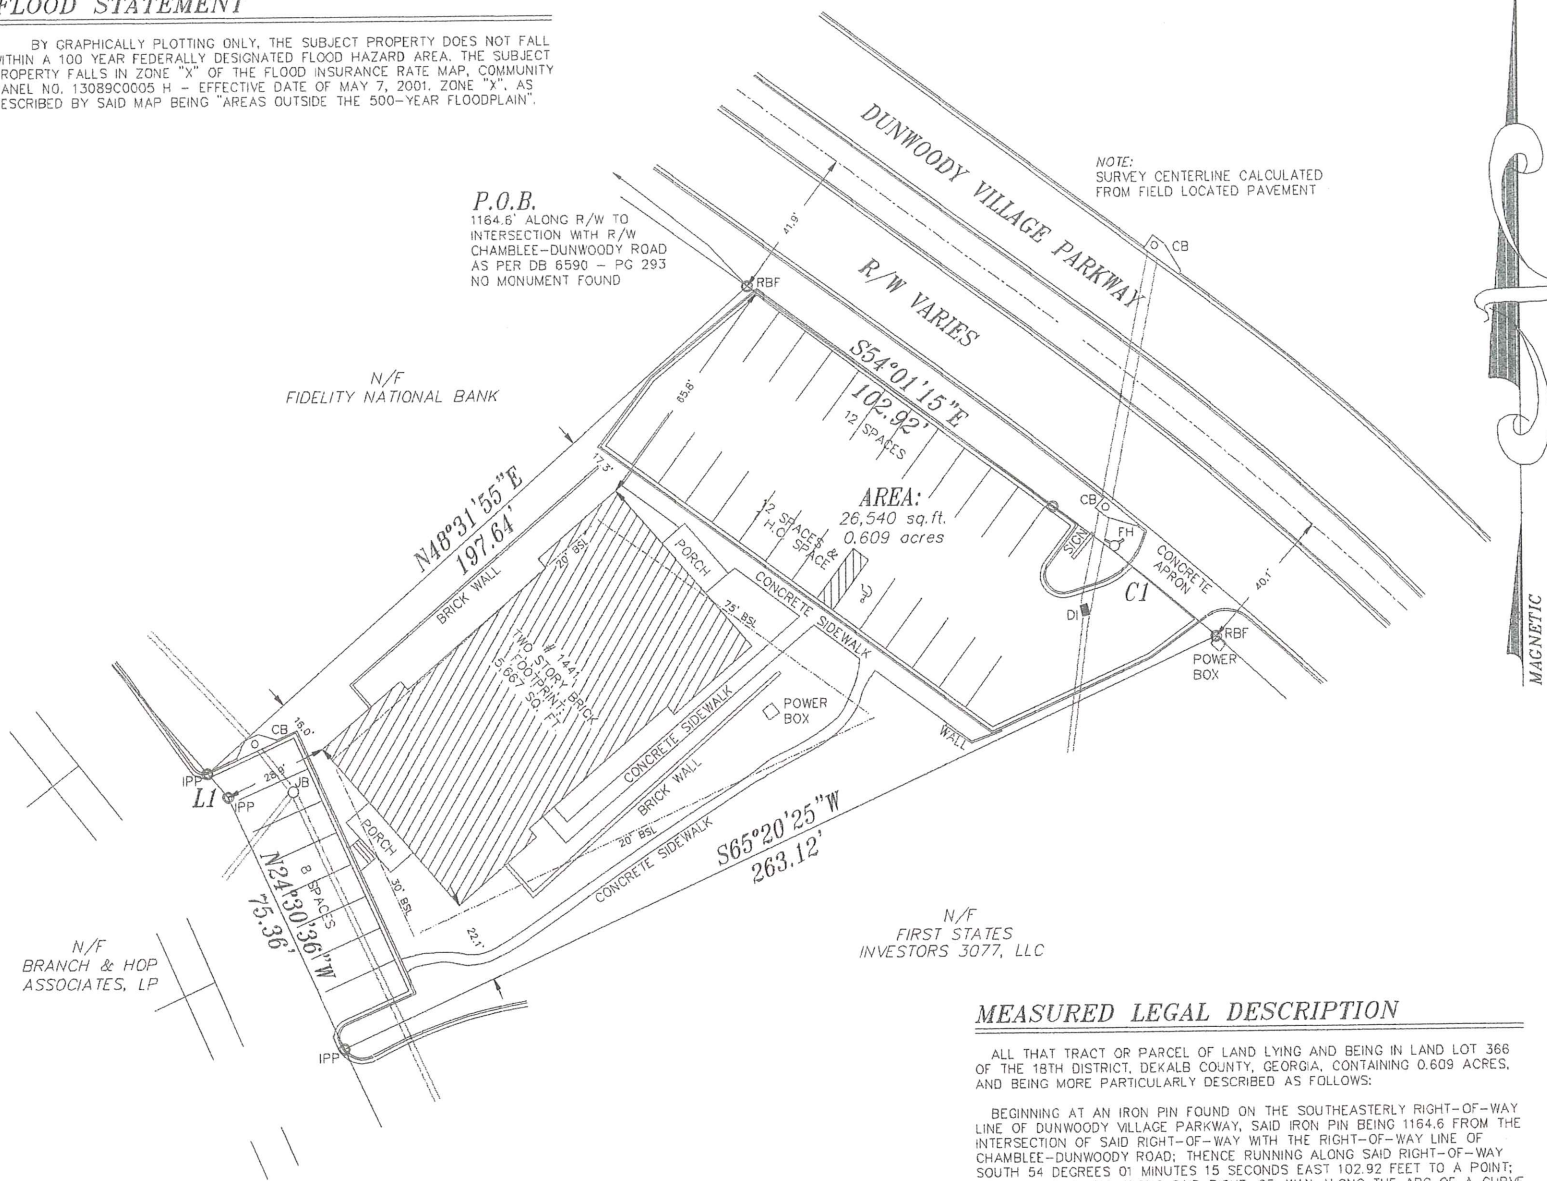 FLOOD STATEMENT
BY GRAPHICALLY PLOTTING ONLY, THE SUBJECT PROPERTY DOES NOT FALL
ITHIN A 100 YEAR FEDERALLY DESIGNATED FLOOD HAZARD AREA. THE SUBJECT
ROPERTY FALLS IN ZONE "X" OF THE FLOOD INSURANCE RATE MAP, COMMUNITY
ANEL NO. 13089C0005 H - EFFECTIVE DATE OF MAY 7, 2001. ZONE "X", AS
ESCRIBED BY SAID MAP BEING "AREAS OUTSIDE THE 500-YEAR FLOODPLAIN".
P.O.B.
1164.6' ALONG R/W TO
INTERSECTION WITH R/W
CHAMBLEE-DUNWOODY ROAD
AS PER DB 6590 - PG 293
NO MONUMENT FOUND
DUNWOODY VILLAGE PARKWAY
R/W VARIES
NOTE:
SURVEY CENTERLINE CALCULATED
FROM FIELD LOCATED PAVEMENT
CB
41.9'
RBF
N/F
FIDELITY NATIONAL BANK
65.8'
S54°01'15"E
102.92'
12 SPACES
17.3'
AREA:
26,540 sq.ft.
0.609 acres
12 SPACES &
1 H.C. SPACE
CB
FH
SIGN
CONCRETE
APRON
C1
40.1'
DI
RBF
POWER
BOX
MAGNETIC
N48°31'55"E
197.64'
BRICK WALL
20' BSL
PORCH
CONCRETE SIDEWALK
75' BSL
# 1441
TWO STORY BRICK
FOOTPRINT:
5,667 SQ. FT.
CONCRETE SIDEWALK
POWER
BOX
BRICK WALL
WALL
20' BSL
CONCRETE SIDEWALK
S65°20'25"W
263.12'
16.0'
CB
IPP
28.9'
L1
IPP
JB
PORCH
30' BSL
8 SPACES
N24°30'36"W
75.36'
22.1'
IPP
N/F
BRANCH & HOP
ASSOCIATES, LP
N/F
FIRST STATES
INVESTORS 3077, LLC
MEASURED LEGAL DESCRIPTION
ALL THAT TRACT OR PARCEL OF LAND LYING AND BEING IN LAND LOT 366
OF THE 18TH DISTRICT, DEKALB COUNTY, GEORGIA, CONTAINING 0.609 ACRES,
AND BEING MORE PARTICULARLY DESCRIBED AS FOLLOWS:
BEGINNING AT AN IRON PIN FOUND ON THE SOUTHEASTERLY RIGHT-OF-WAY
LINE OF DUNWOODY VILLAGE PARKWAY, SAID IRON PIN BEING 1164.6 FROM THE
INTERSECTION OF SAID RIGHT-OF-WAY WITH THE RIGHT-OF-WAY LINE OF
CHAMBLEE-DUNWOODY ROAD; THENCE RUNNING ALONG SAID RIGHT-OF-WAY
SOUTH 54 DEGREES 01 MINUTES 15 SECONDS EAST 102.92 FEET TO A POINT;